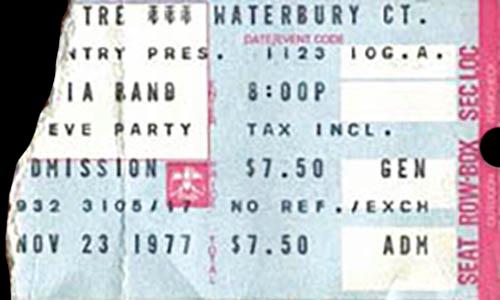 TRE *** WATERBURY CT.
DATE/EVENT CODE
NTRY PRES. 1123 10G.A.
IA BAND 8:00P
EVE PARTY TAX INCL.
DMISSION $7.50 GEN
932 3105/17 NO REF./EXCH
NOV 23 1977 $7.50 ADM
TOTAL
SEAT ROW-BOX SEC LOC